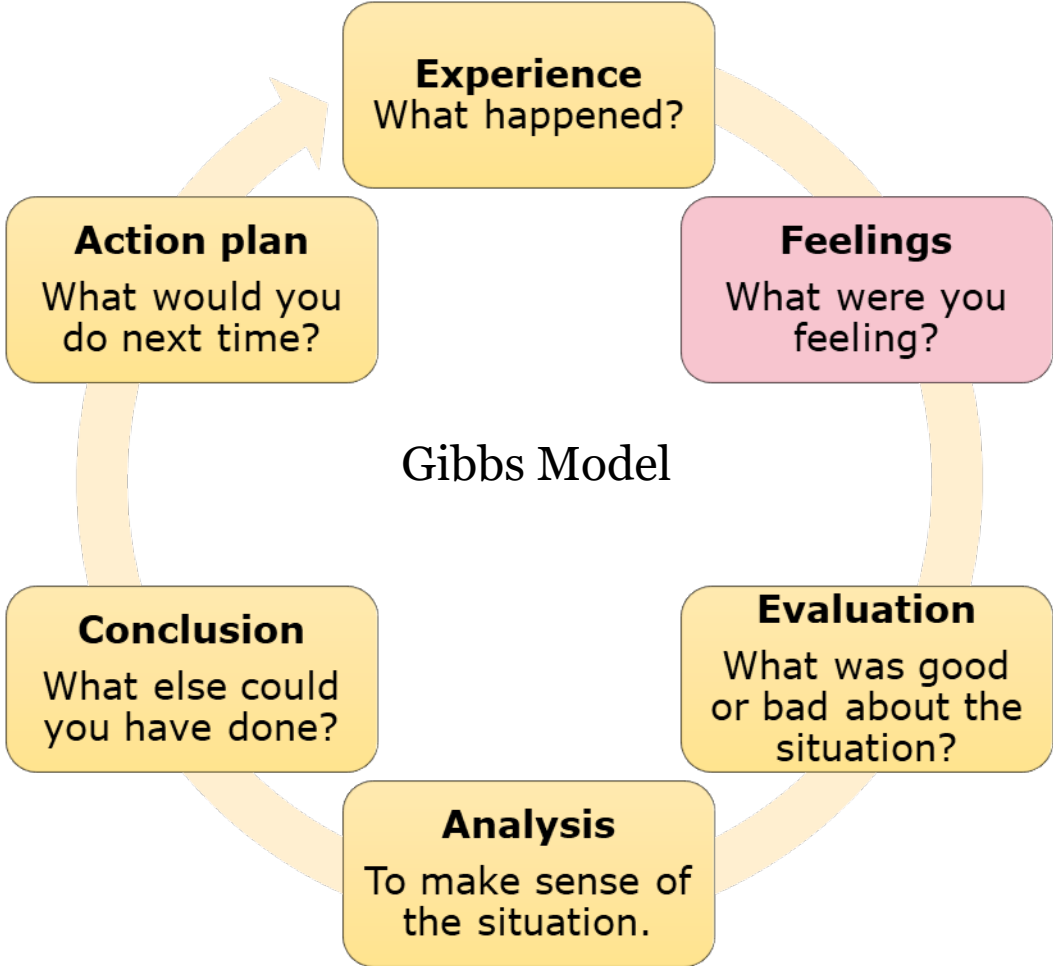 Experience
What happened?
Feelings
What were you
feeling?
Evaluation
What was good
or bad about the
situation?
Analysis
To make sense of
the situation.
Conclusion
What else could
you have done?
Action plan
What would you
do next time?
Gibbs Model